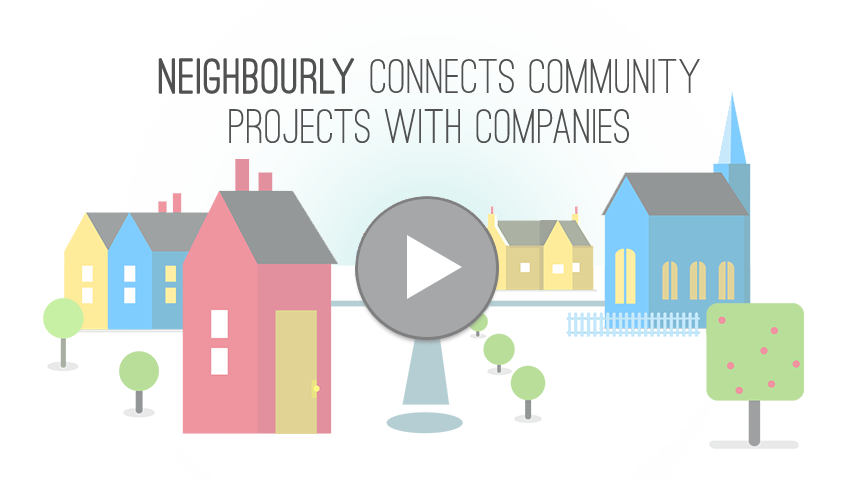 NEIGHBOURLY CONNECTS COMMUNITY
PROJECTS WITH COMPANIES